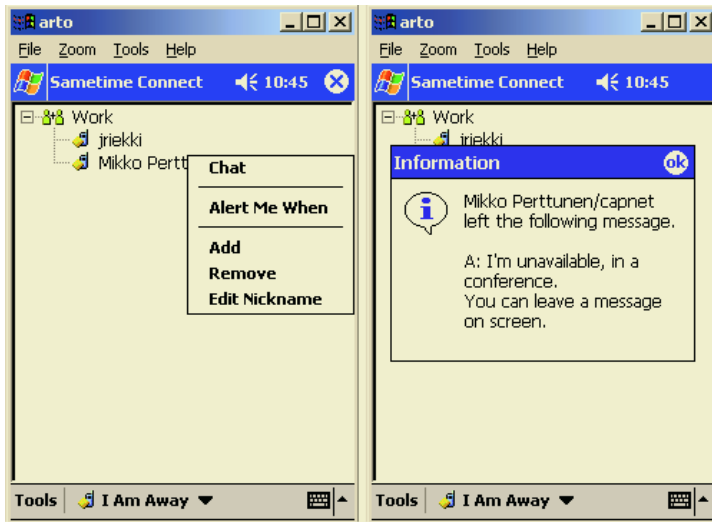 arto
File Zoom Tools Help
Sametime Connect 10:45
Work
jriekki
Mikko Pertt
Chat
Alert Me When
Add
Remove
Edit Nickname
Tools I Am Away
arto
File Zoom Tools Help
Sametime Connect 10:45
Work
jriekki
Information ok
Mikko Perttunen/capnet
left the following message.
A: I'm unavailable, in a
conference.
You can leave a message
on screen.
Tools I Am Away